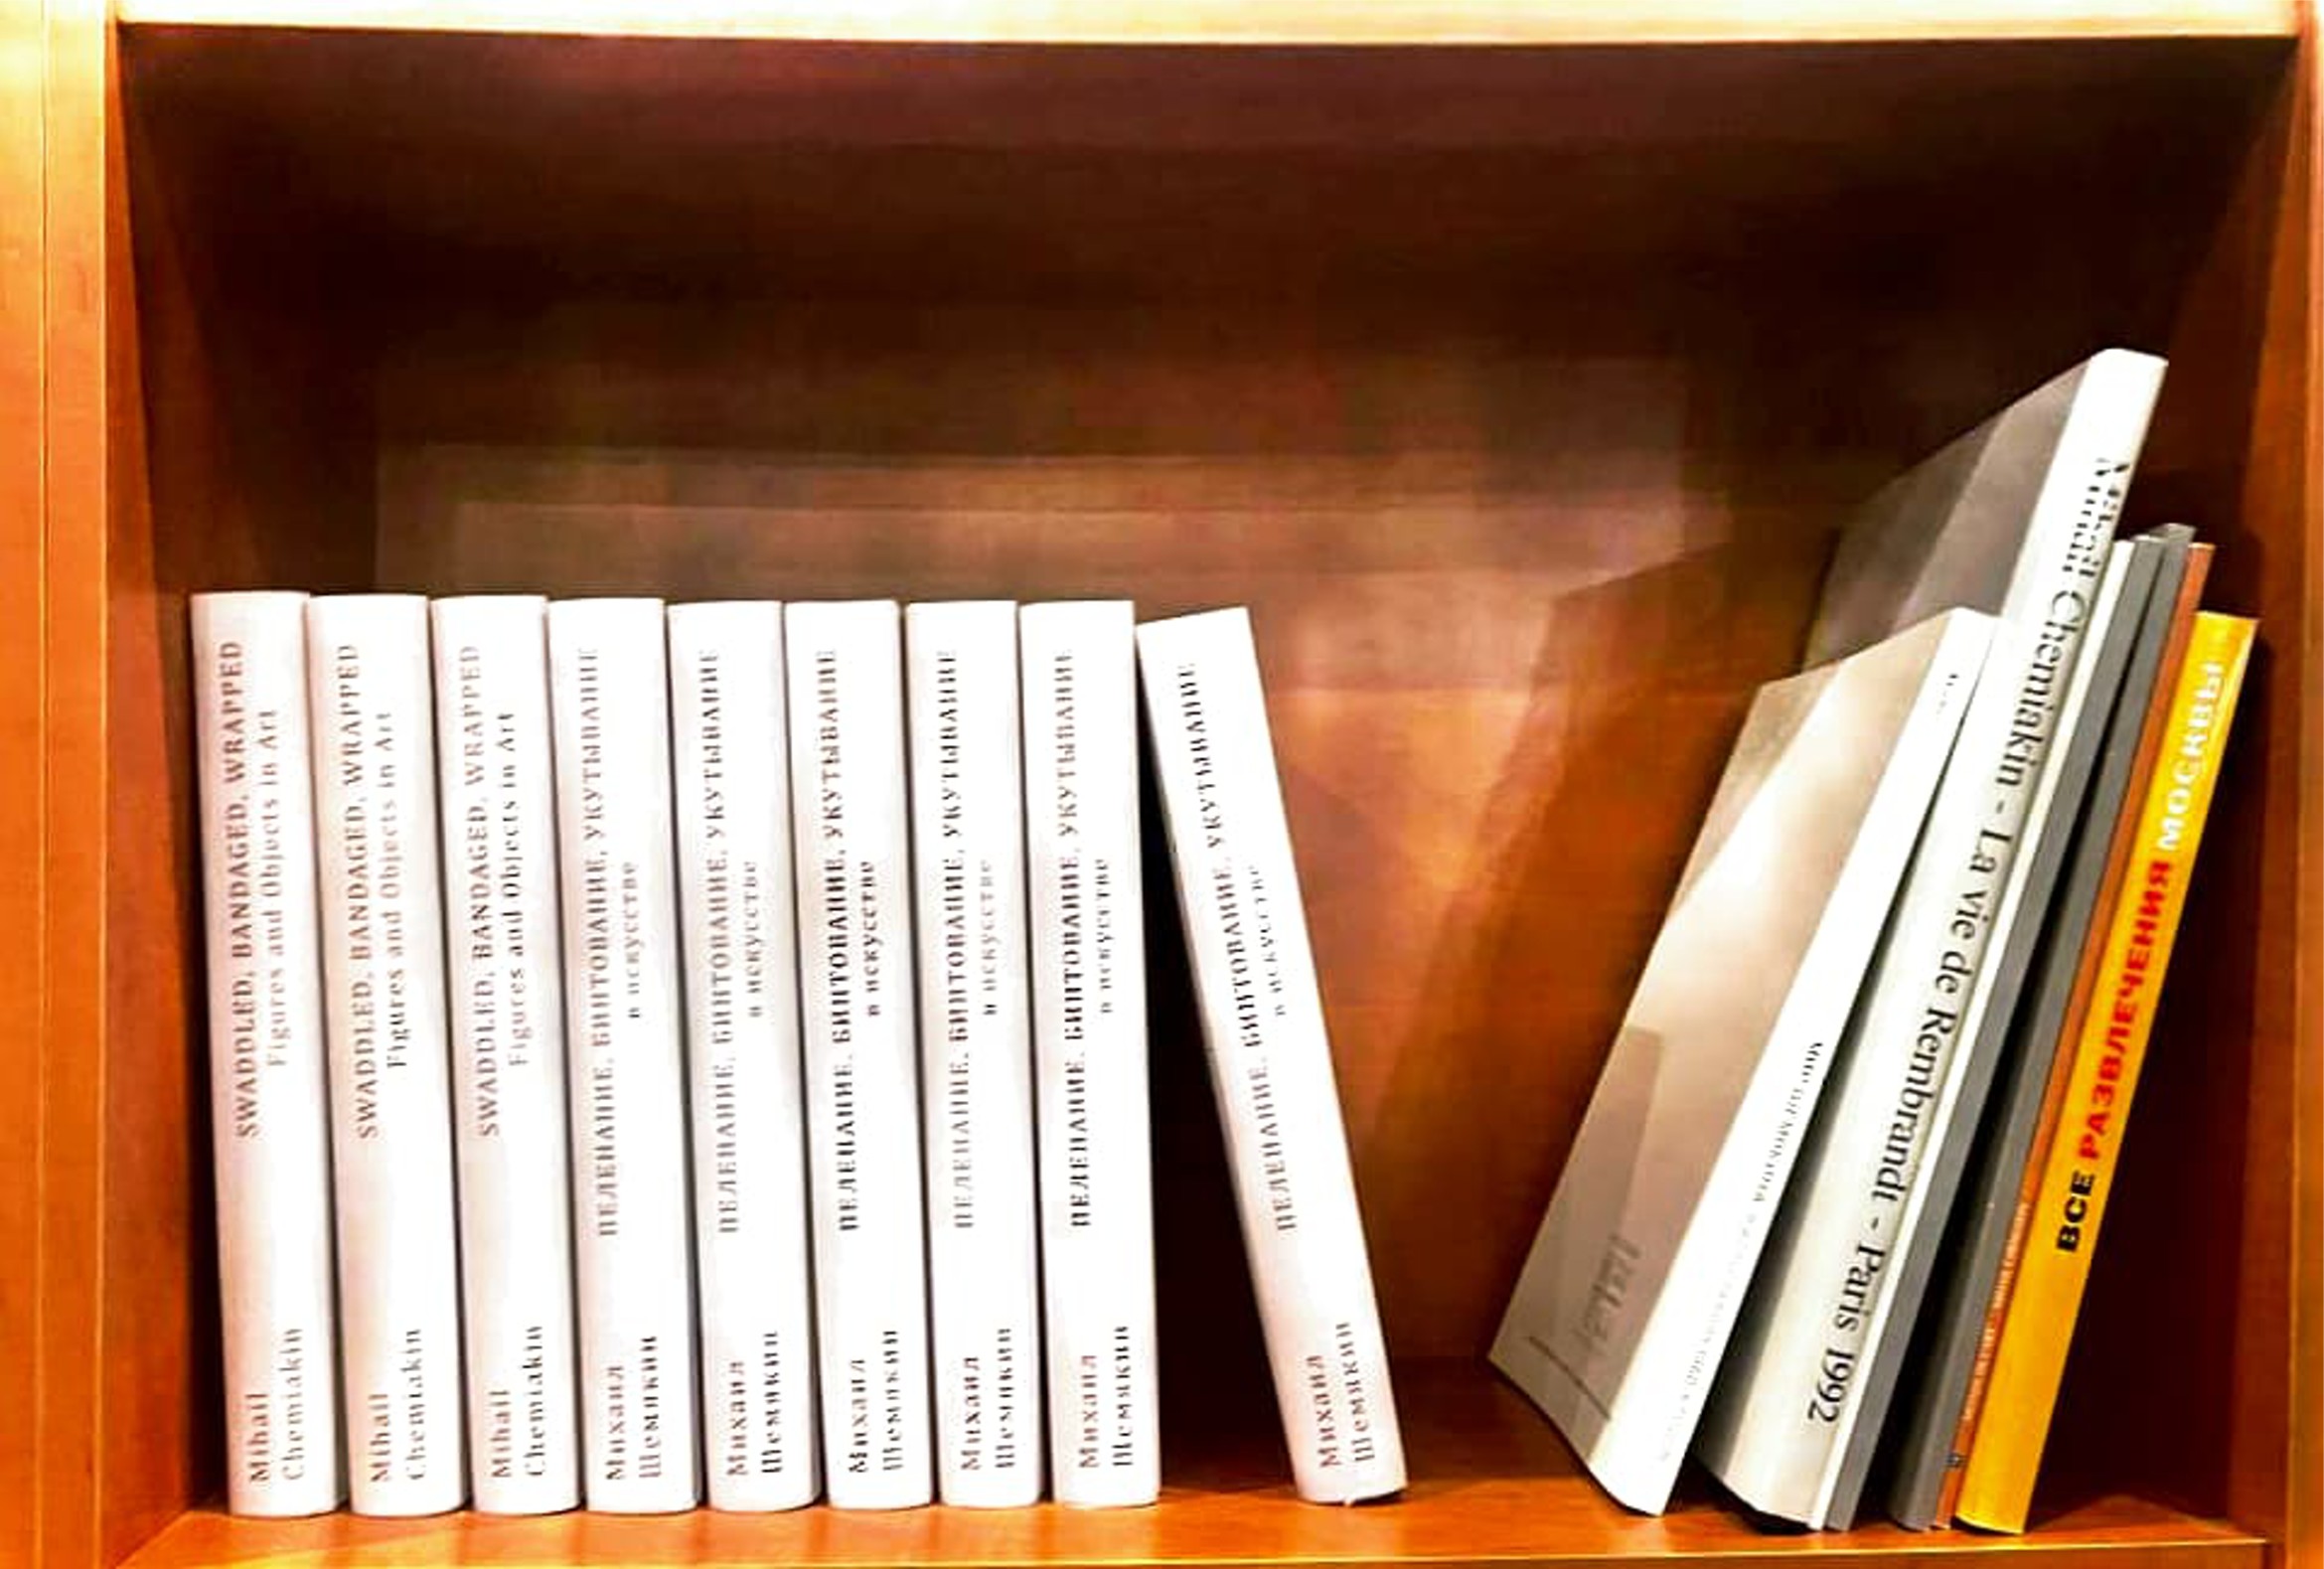 SWADDLED, BANDAGED, WRAPPED
Figures and Objects in Art
Mihail
Chemiakin
SWADDLED, BANDAGED, WRAPPED
Figures and Objects in Art
Mihail
Chemiakin
SWADDLED, BANDAGED, WRAPPED
Figures and Objects in Art
Mihail
Chemiakin
ПЕЛЕНАНИЕ, БИНТОВАНИЕ, УКУТЫВАНИЕ
в искусстве
Михаил
Шемякин
ПЕЛЕНАНИЕ, БИНТОВАНИЕ, УКУТЫВАНИЕ
в искусстве
Михаил
Шемякин
ПЕЛЕНАНИЕ, БИНТОВАНИЕ, УКУТЫВАНИЕ
в искусстве
Михаил
Шемякин
ПЕЛЕНАНИЕ, БИНТОВАНИЕ, УКУТЫВАНИЕ
в искусстве
Михаил
Шемякин
ПЕЛЕНАНИЕ, БИНТОВАНИЕ, УКУТЫВАНИЕ
в искусстве
Михаил
Шемякин
ПЕЛЕНАНИЕ, БИНТОВАНИЕ, УКУТЫВАНИЕ
в искусстве
Михаил
Шемякин
Mihail Chemiakin - La vie de Rembrandt - Paris 1992
ВСЕ РАЗВЛЕЧЕНИЯ МОСКВЫ